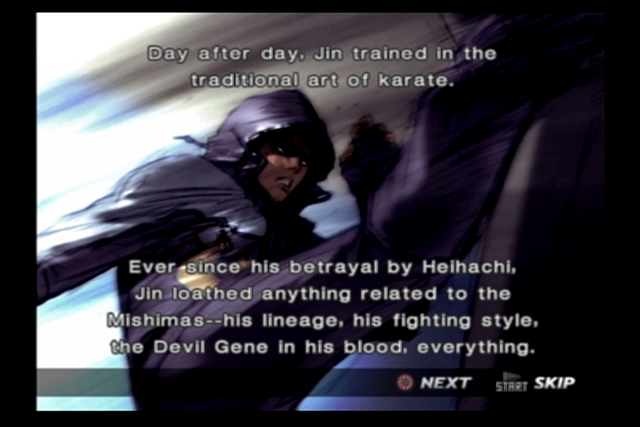 Day after day, Jin trained in the
traditional art of karate.
Ever since his betrayal by Heihachi,
Jin loathed anything related to the
Mishimas--his lineage, his fighting style,
the Devil Gene in his blood, everything.
NEXT START SKIP